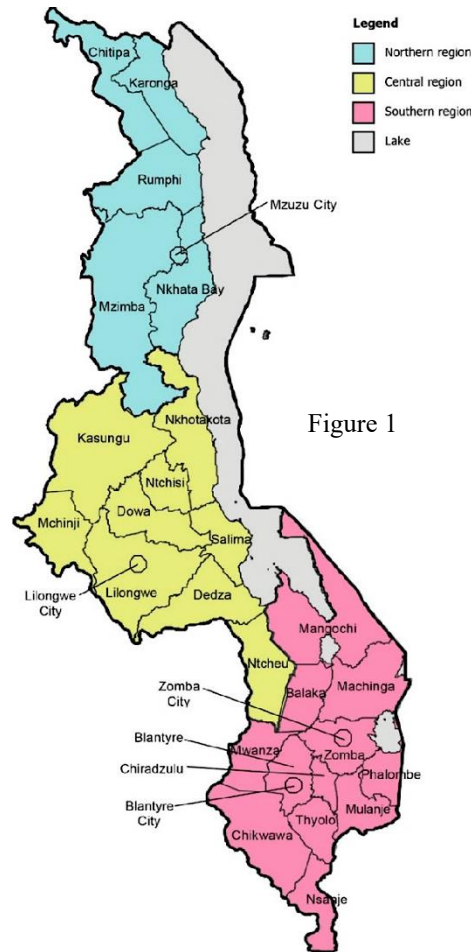 Legend
Northern region
Central region
Southern region
Lake
Chitipa
Karonga
Rumphi
Mzuzu City
Mzimba
Nkhata Bay
Figure 1
Nkhotakota
Kasungu
Ntchisi
Dowa
Mchinji
Salima
Lilongwe
City
Lilongwe
Dedza
Mangochi
Ntcheu
Zomba
City
Balaka
Machinga
Blantyre
Mwanza
Zomba
Chiradzulu
Phalombe
Blantyre
City
Mulanje
Thyolo
Chikwawa
Nsanje